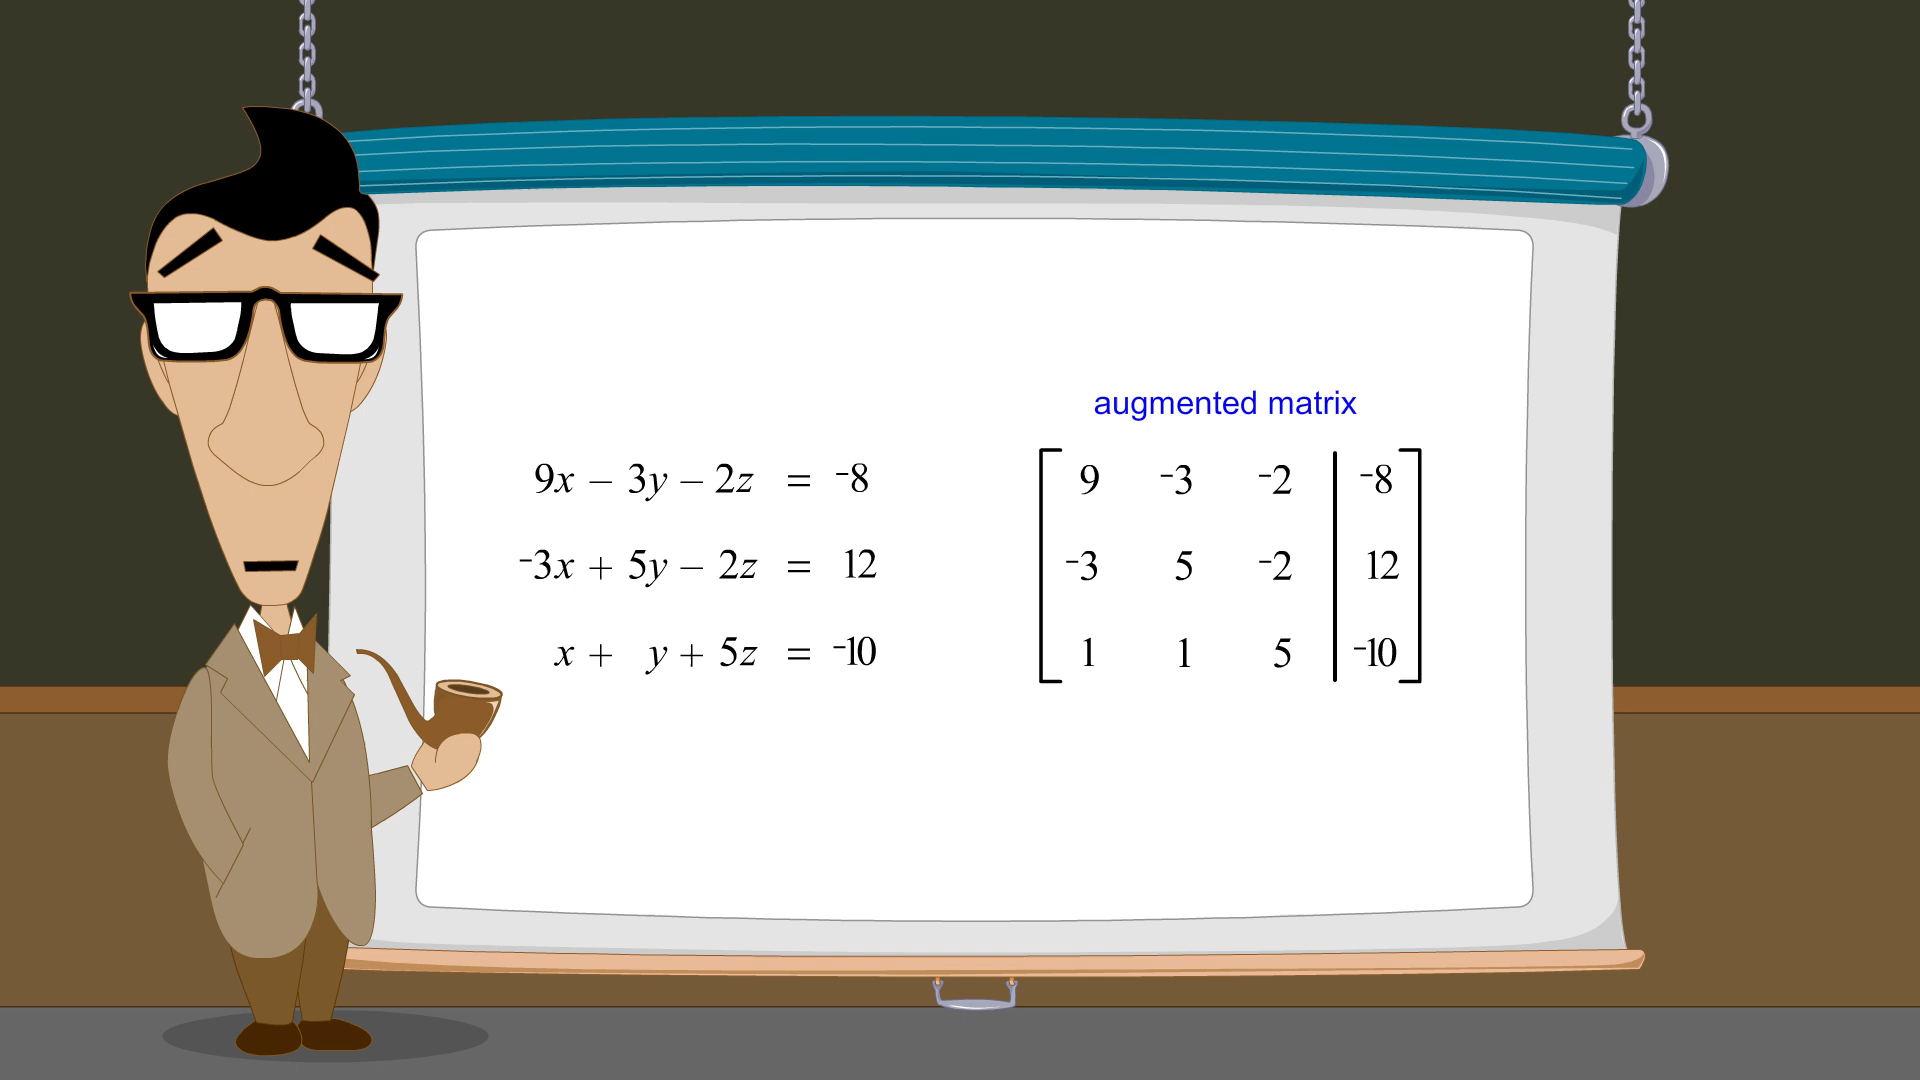 augmented matrix
9x − 3y − 2z = ⁻8
⁻3x + 5y − 2z = 12
x + y + 5z = ⁻10
9 ⁻3 ⁻2 ⁻8
⁻3 5 ⁻2 12
1 1 5 ⁻10